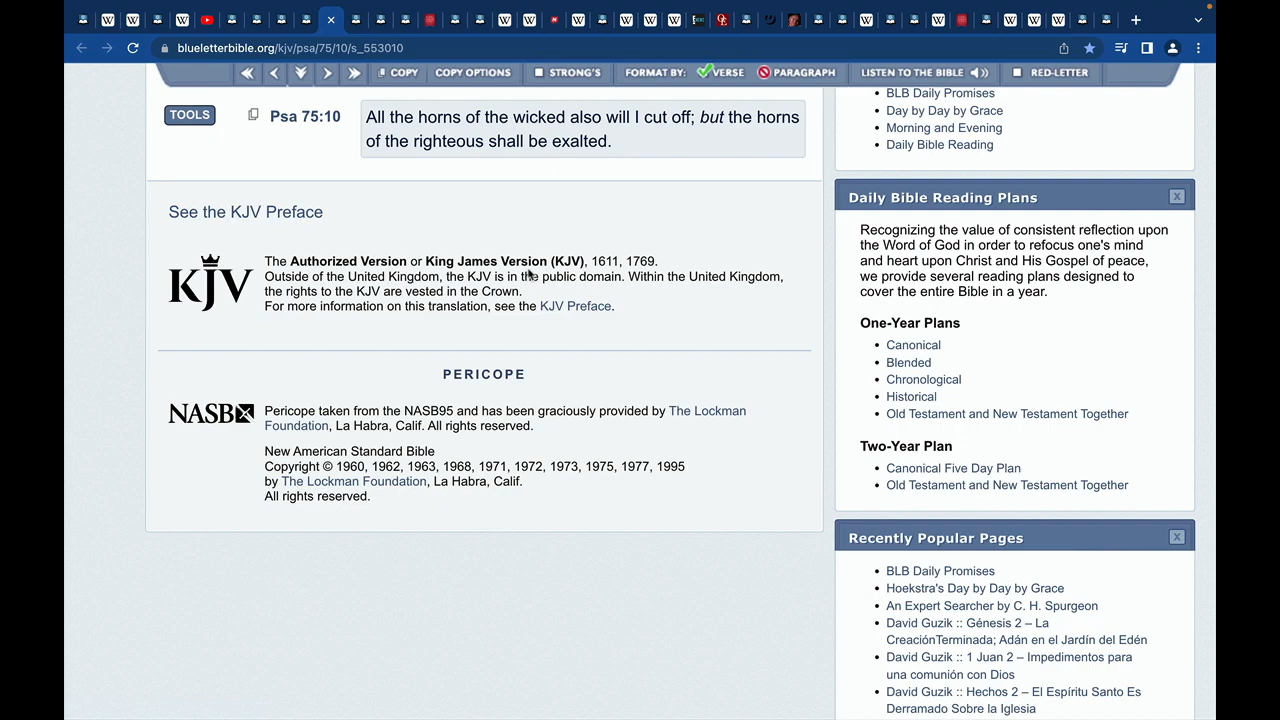 blueletterbible.org/kjv/psa/75/10/s_553010
COPY
COPY OPTIONS
STRONG'S
FORMAT BY:
VERSE
PARAGRAPH
LISTEN TO THE BIBLE
RED-LETTER
TOOLS
Psa 75:10
All the horns of the wicked also will I cut off; but the horns
of the righteous shall be exalted.
See the KJV Preface
KJV
The Authorized Version or King James Version (KJV), 1611, 1769.
Outside of the United Kingdom, the KJV is in the public domain. Within the United Kingdom,
the rights to the KJV are vested in the Crown.
For more information on this translation, see the KJV Preface.
PERICOPE
NASB
Pericope taken from the NASB95 and has been graciously provided by The Lockman
Foundation, La Habra, Calif. All rights reserved.
New American Standard Bible
Copyright © 1960, 1962, 1963, 1968, 1971, 1972, 1973, 1975, 1977, 1995
by The Lockman Foundation, La Habra, Calif.
All rights reserved.
BLB Daily Promises
Day by Day by Grace
Morning and Evening
Daily Bible Reading
Daily Bible Reading Plans
X
Recognizing the value of consistent reflection upon
the Word of God in order to refocus one's mind
and heart upon Christ and His Gospel of peace,
we provide several reading plans designed to
cover the entire Bible in a year.
One-Year Plans
Canonical
Blended
Chronological
Historical
Old Testament and New Testament Together
Two-Year Plan
Canonical Five Day Plan
Old Testament and New Testament Together
Recently Popular Pages
X
BLB Daily Promises
Hoekstra's Day by Day by Grace
An Expert Searcher by C. H. Spurgeon
David Guzik :: Génesis 2 – La
CreaciónTerminada; Adán en el Jardín del Edén
David Guzik :: 1 Juan 2 – Impedimentos para
una comunión con Dios
David Guzik :: Hechos 2 – El Espíritu Santo Es
Derramado Sobre la Iglesia